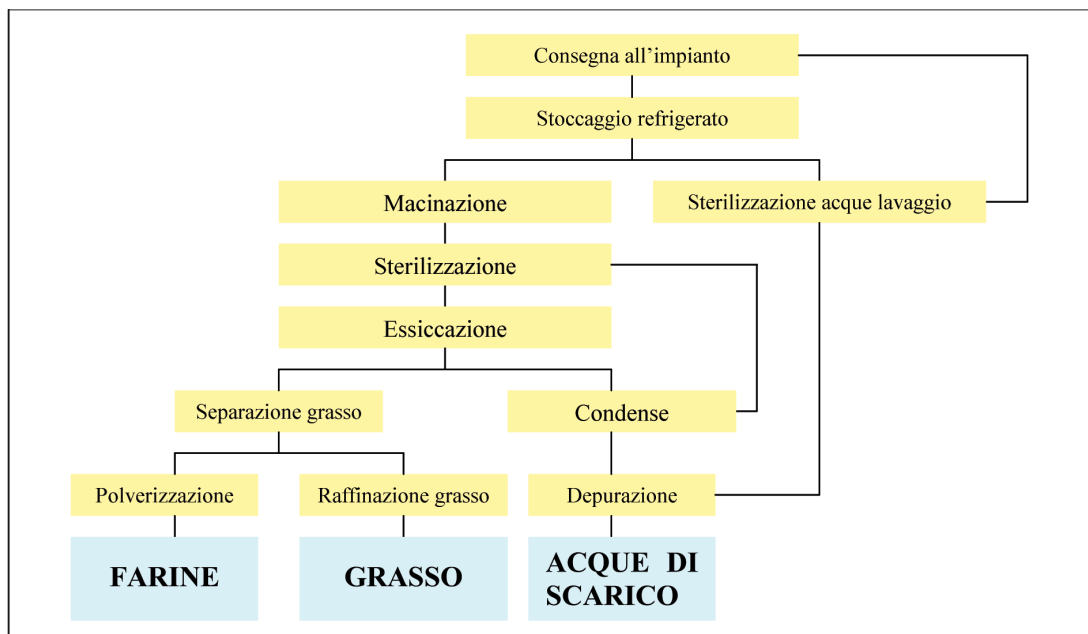 Consegna all’impianto
Stoccaggio refrigerato
Macinazione
Sterilizzazione acque lavaggio
Sterilizzazione
Essiccazione
Separazione grasso
Condense
Polverizzazione
Raffinazione grasso
Depurazione
FARINE
GRASSO
ACQUE DI
SCARICO